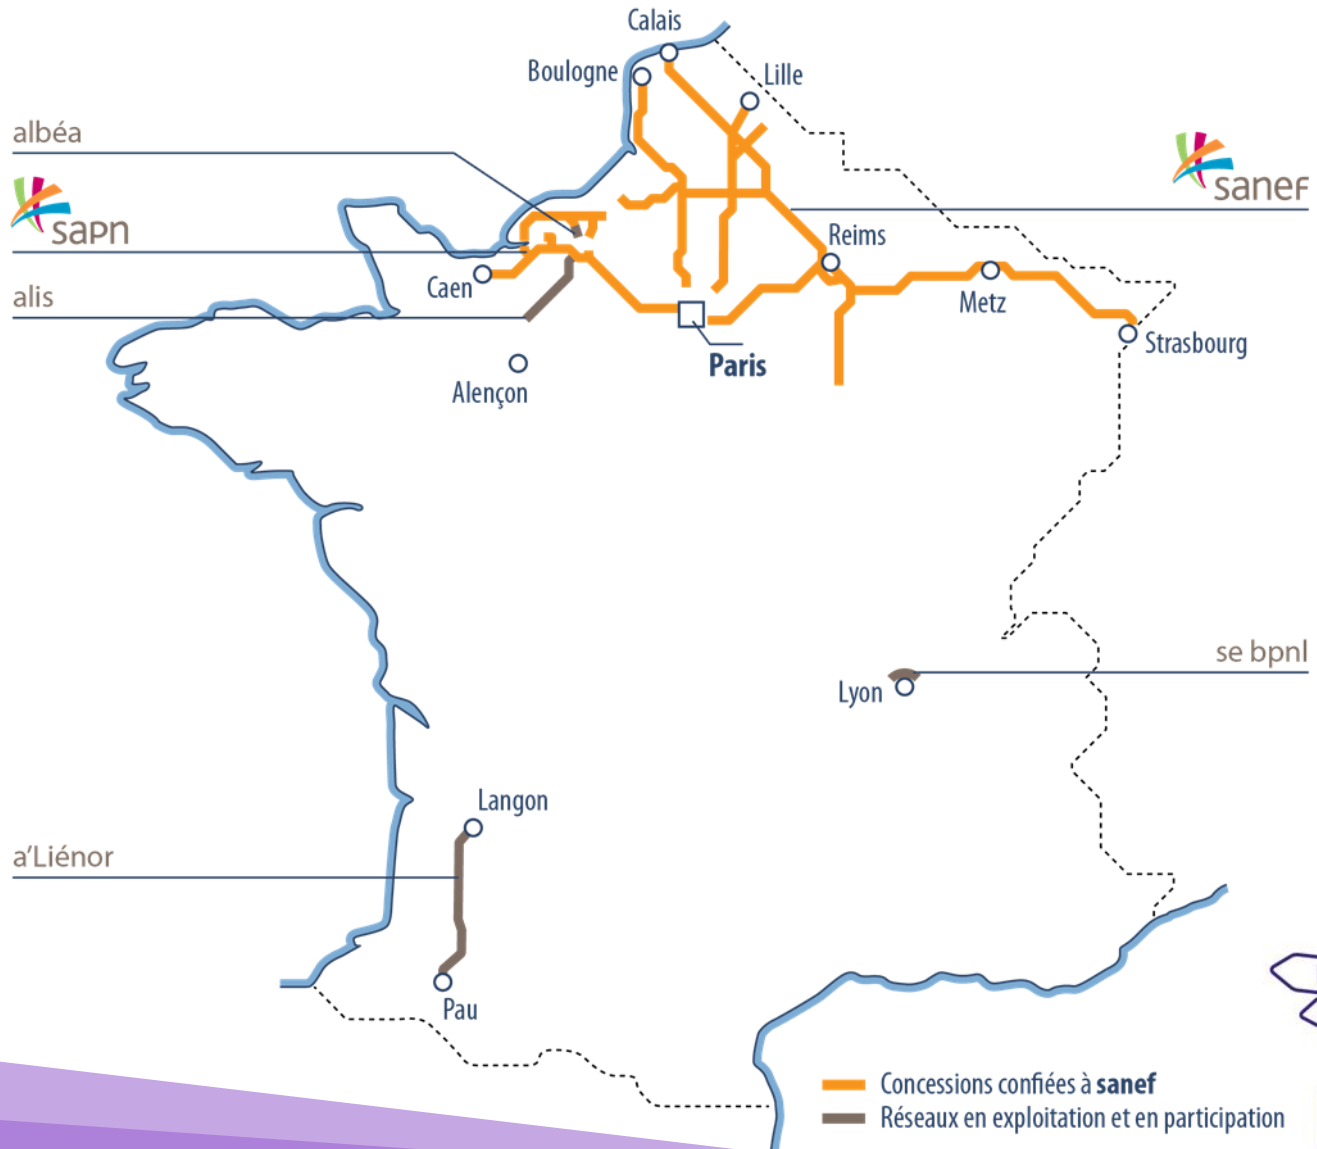 Calais
Boulogne
Lille
albéa
sanef
sapn
Reims
Caen
alis
Metz
Paris
Strasbourg
Alençon
se bpnl
Lyon
Langon
a'Liénor
Pau
Concessions confiées à sanef
Réseaux en exploitation et en participation